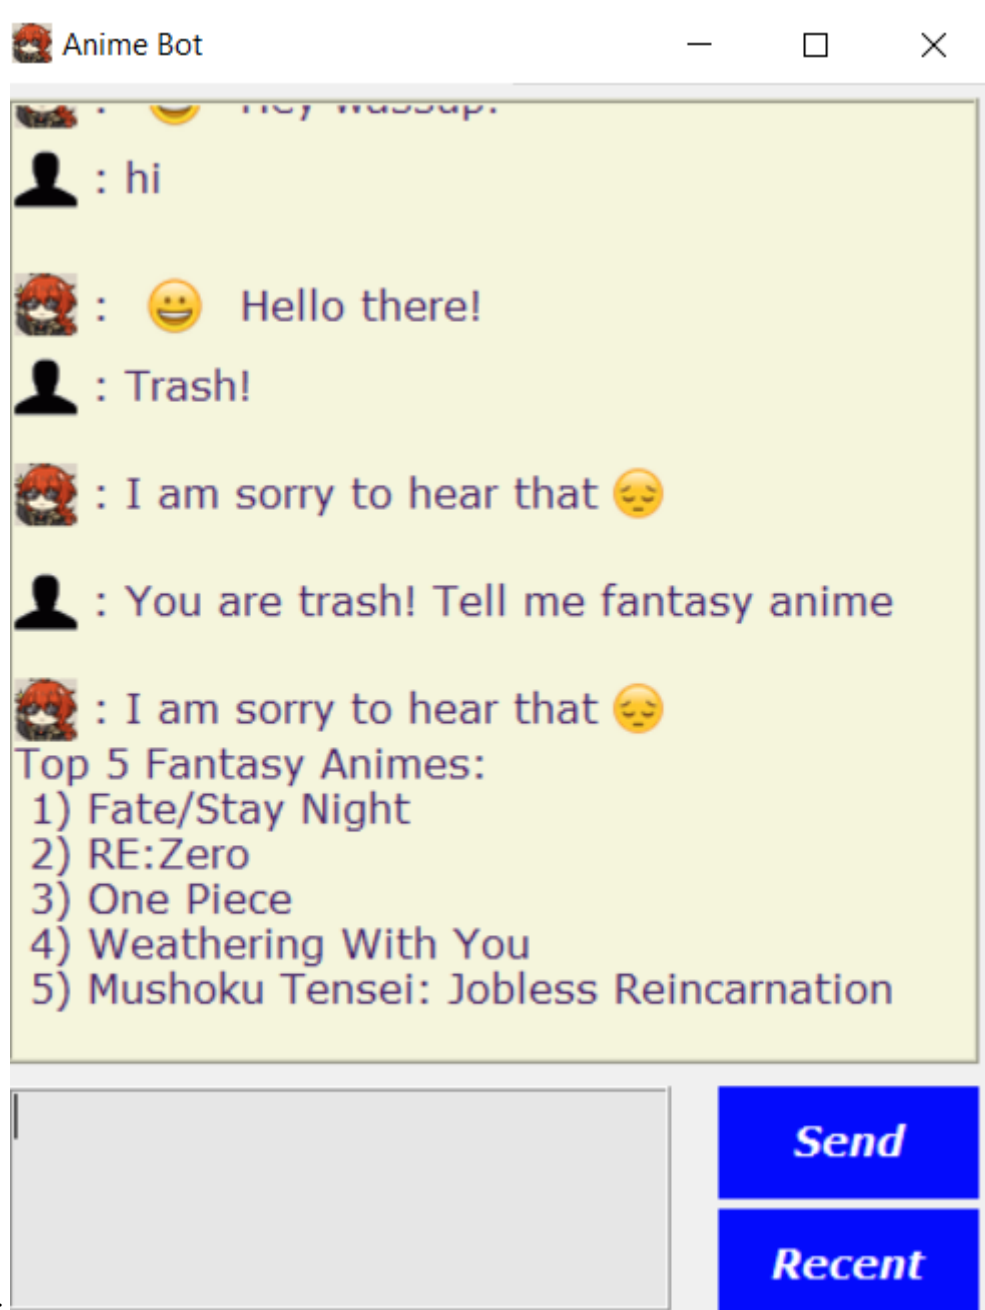 Anime Bot
: 😀 Hey wassup!
: hi
: 😀 Hello there!
: Trash!
: I am sorry to hear that 😔
: You are trash! Tell me fantasy anime
: I am sorry to hear that 😔
Top 5 Fantasy Animes:
1) Fate/Stay Night
2) RE:Zero
3) One Piece
4) Weathering With You
5) Mushoku Tensei: Jobless Reincarnation
Send
Recent